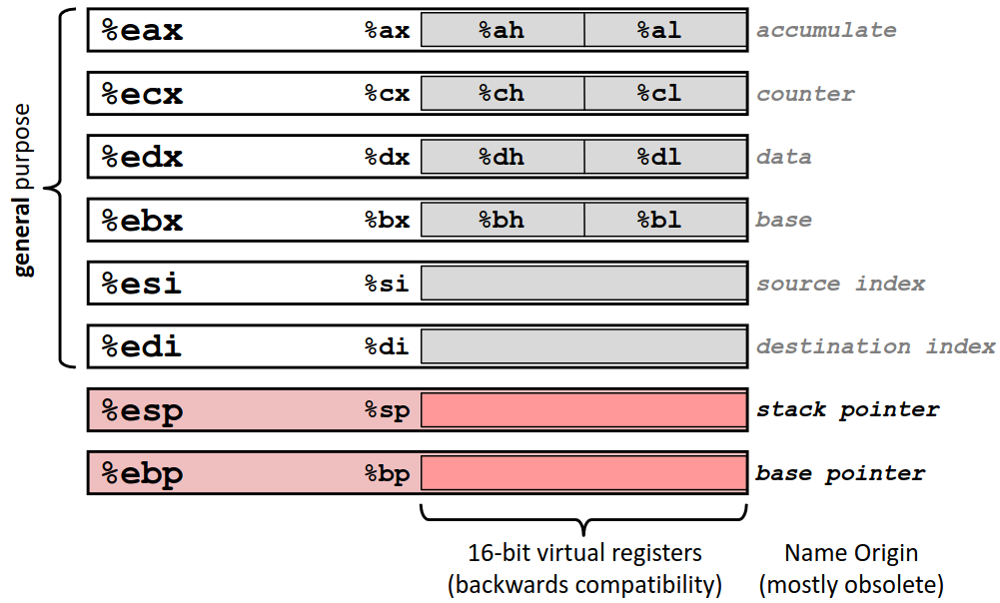 general purpose
%eax %ax %ah %al accumulate
%ecx %cx %ch %cl counter
%edx %dx %dh %dl data
%ebx %bx %bh %bl base
%esi %si source index
%edi %di destination index
%esp %sp stack pointer
%ebp %bp base pointer
16-bit virtual registers
(backwards compatibility)
Name Origin
(mostly obsolete)